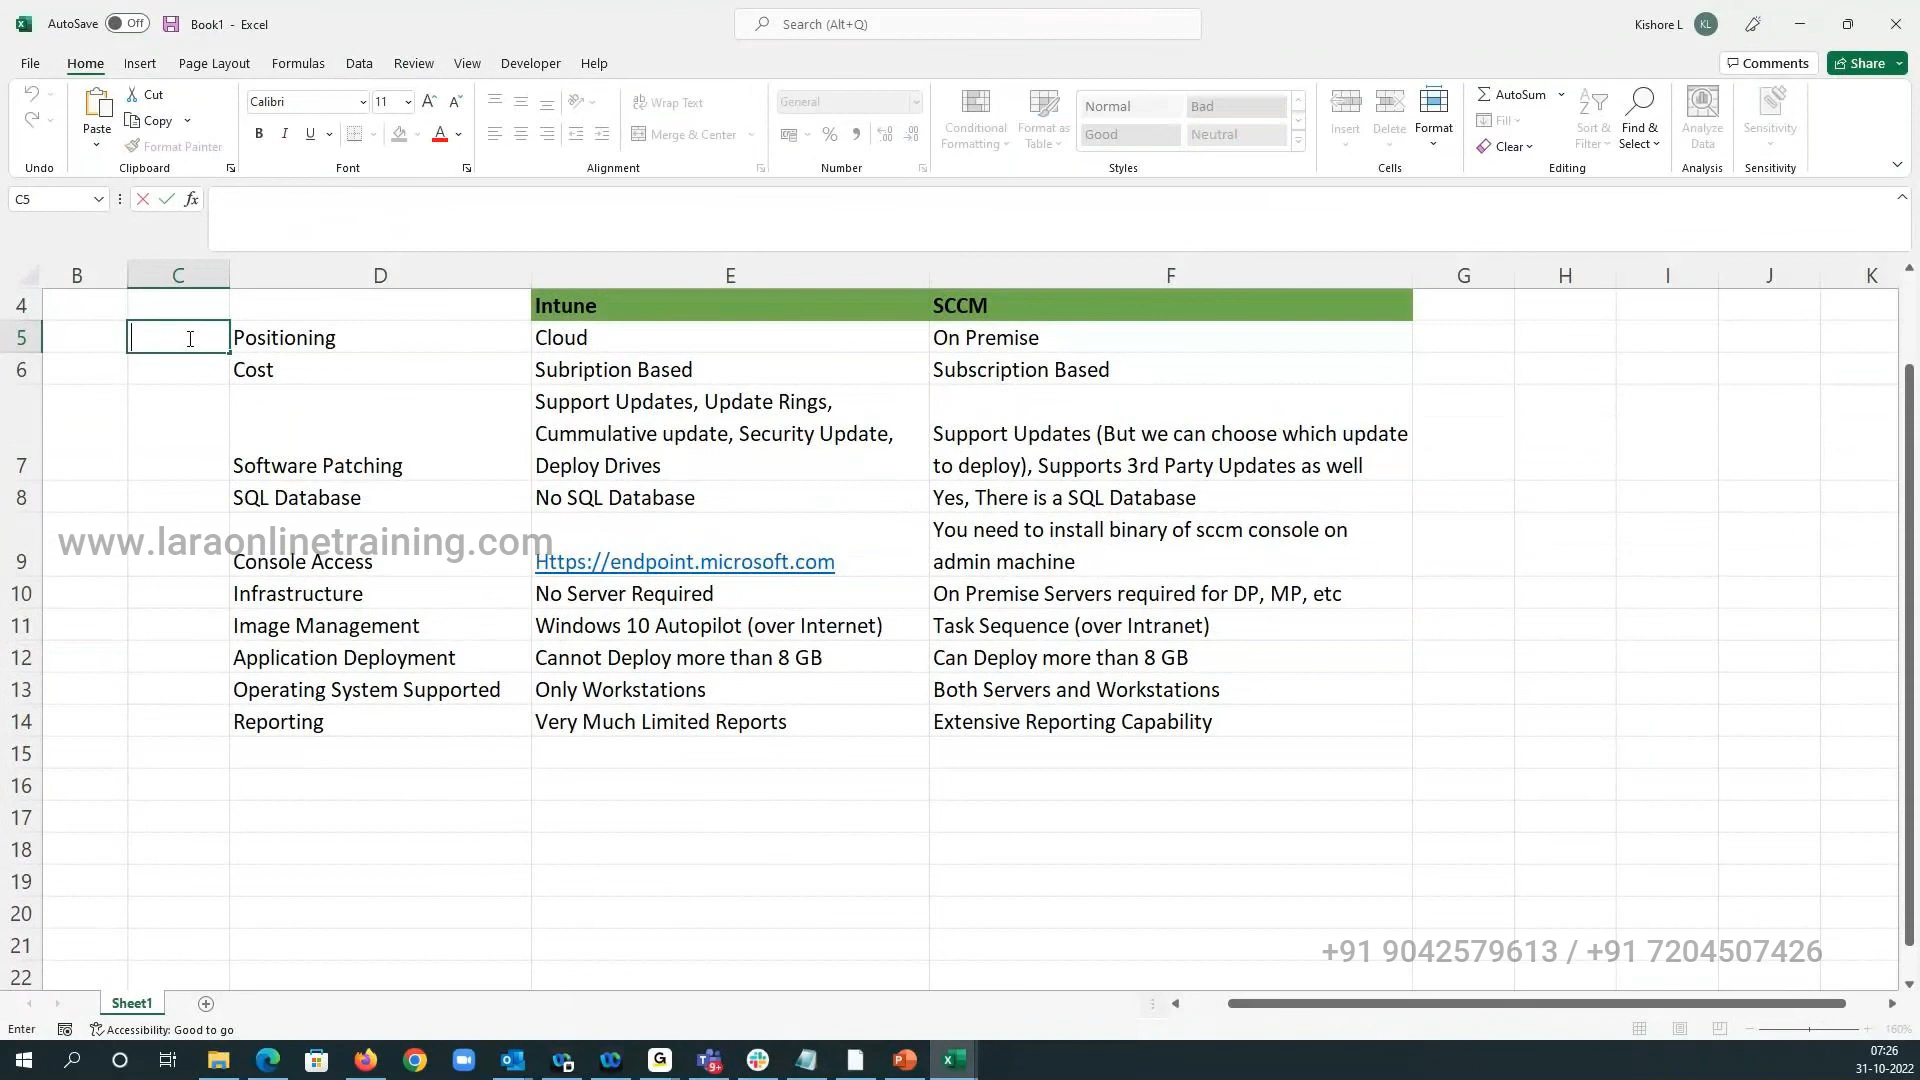 AutoSave Off Book1 - Excel Search (Alt+Q) Kishore L KL
File Home Insert Page Layout Formulas Data Review View Developer Help Comments Share
Paste Cut Copy Format Painter
Calibri 11
B I U A
Wrap Text
Merge & Center
General
% ,
Conditional Formatting
Format as Table
Normal Bad
Good Neutral
Insert Delete Format
AutoSum
Fill
Clear
Sort & Filter
Find & Select
Analyze Data
Sensitivity
Undo Clipboard Font Alignment Number Styles Cells Editing Analysis Sensitivity
C5 fx
B C D E F G H I J K
4 Intune SCCM
5 Positioning Cloud On Premise
6 Cost Subription Based Subscription Based
Support Updates, Update Rings,
Cummulative update, Security Update, Support Updates (But we can choose which update
7 Software Patching Deploy Drives to deploy), Supports 3rd Party Updates as well
8 SQL Database No SQL Database Yes, There is a SQL Database
You need to install binary of sccm console on
www.laraonlinetraining.com
9 Console Access Https://endpoint.microsoft.com admin machine
10 Infrastructure No Server Required On Premise Servers required for DP, MP, etc
11 Image Management Windows 10 Autopilot (over Internet) Task Sequence (over Intranet)
12 Application Deployment Cannot Deploy more than 8 GB Can Deploy more than 8 GB
13 Operating System Supported Only Workstations Both Servers and Workstations
14 Reporting Very Much Limited Reports Extensive Reporting Capability
15
16
17
18
19
20
21
+91 9042579613 / +91 7204507426
22
Sheet1
Enter Accessibility: Good to go 160%
07:26
31-10-2022